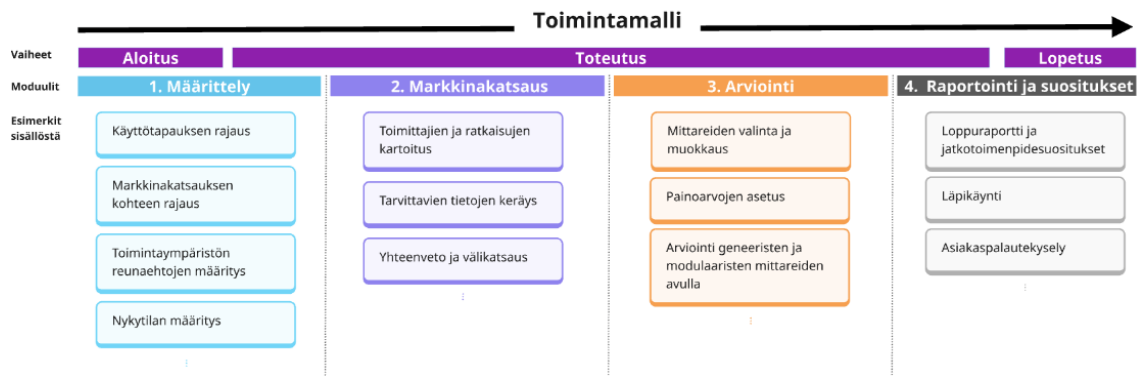 Toimintamalli
Vaiheet
Aloitus
Toteutus
Lopetus
Moduulit
1. Määrittely
2. Markkinakatsaus
3. Arviointi
4. Raportointi ja suositukset
Esimerkit
sisällöstä
Käyttötapauksen rajaus
Markkinakatsauksen
kohteen rajaus
Toimintaympäristön
reunaehtojen määritys
Nykytilan määritys
Toimittajien ja ratkaisujen
kartoitus
Tarvittavien tietojen keräys
Yhteenveto ja välikatsaus
Mittareiden valinta ja
muokkaus
Painoarvojen asetus
Arviointi geneeristen ja
modulaaristen mittareiden
avulla
Loppuraportti ja
jatkotoimenpidesuositukset
Läpikäynti
Asiakaspalautekysely